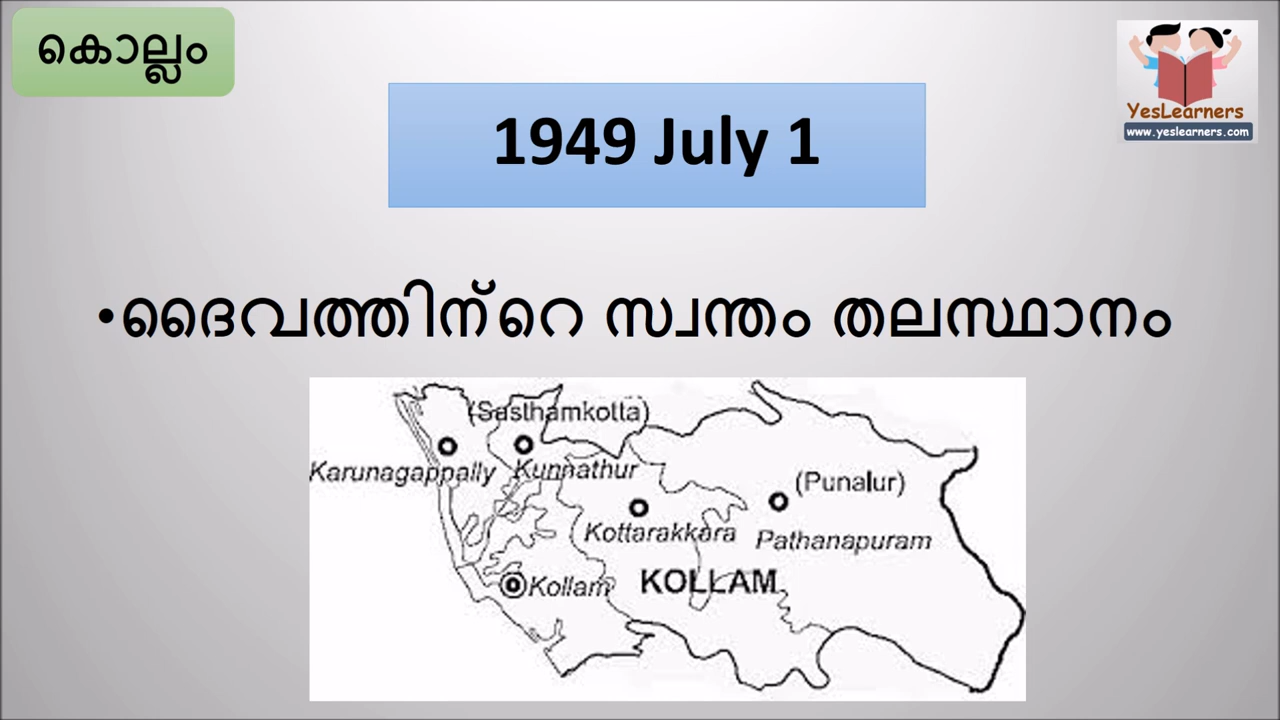 കൊല്ലം
YesLearners
www.yeslearners.com
1949 July 1
•ദൈവത്തിന്റെ സ്വന്തം തലസ്ഥാനം
(Sasthamkotta)
Karunagappally
Kunnathur
(Punalur)
Kottarakkara
Pathanapuram
KOLLAM
Kollam